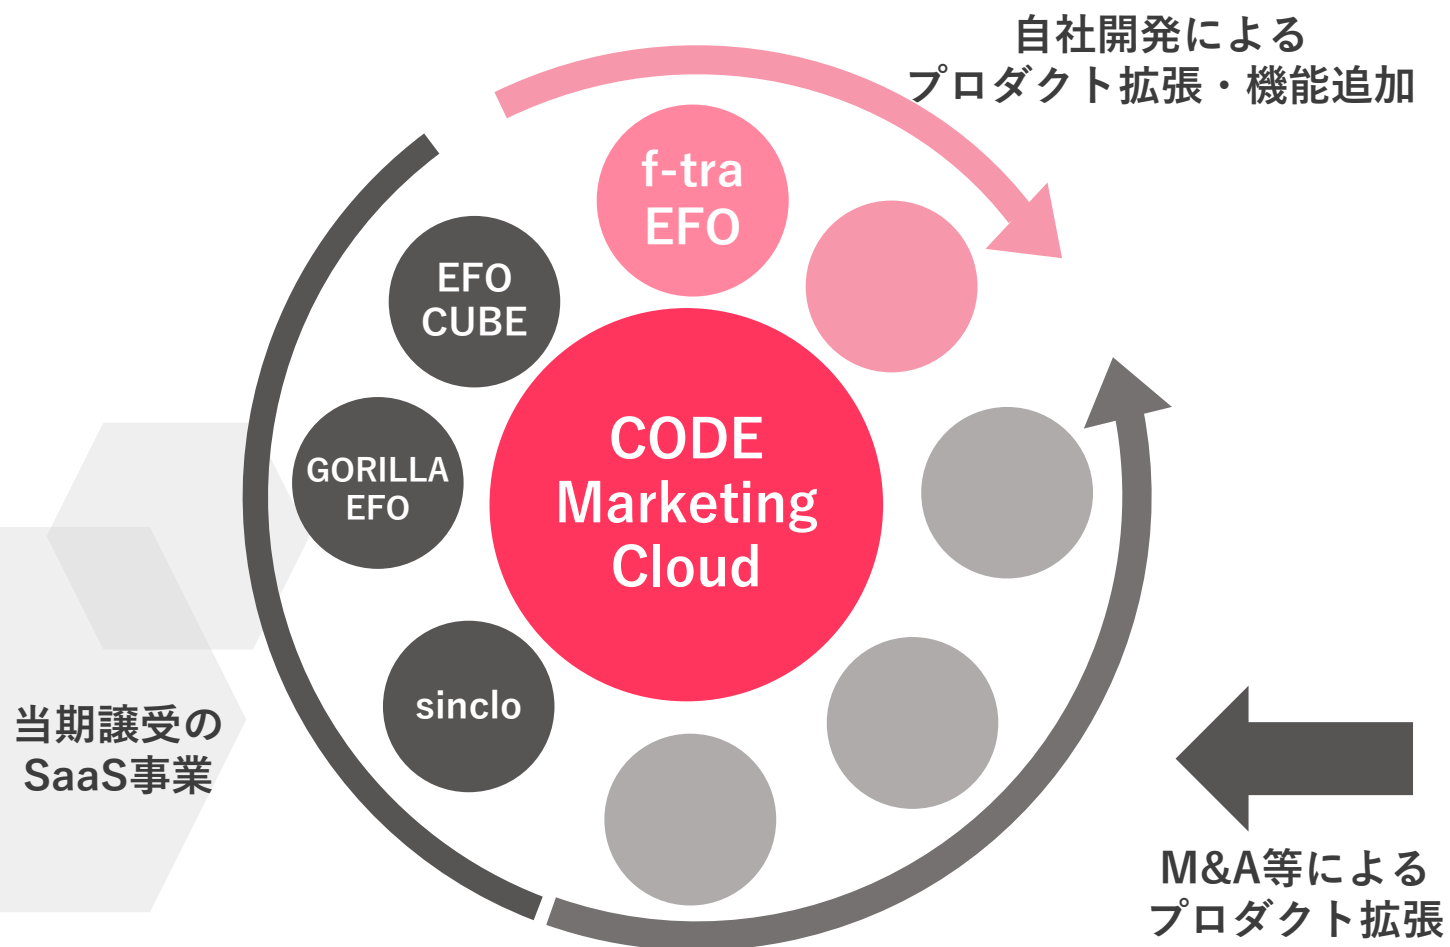 自社開発による
プロダクト拡張・機能追加
f-tra
EFO
EFO
CUBE
GORILLA
EFO
CODE
Marketing
Cloud
sinclo
当期譲受の
SaaS事業
M&A等による
プロダクト拡張